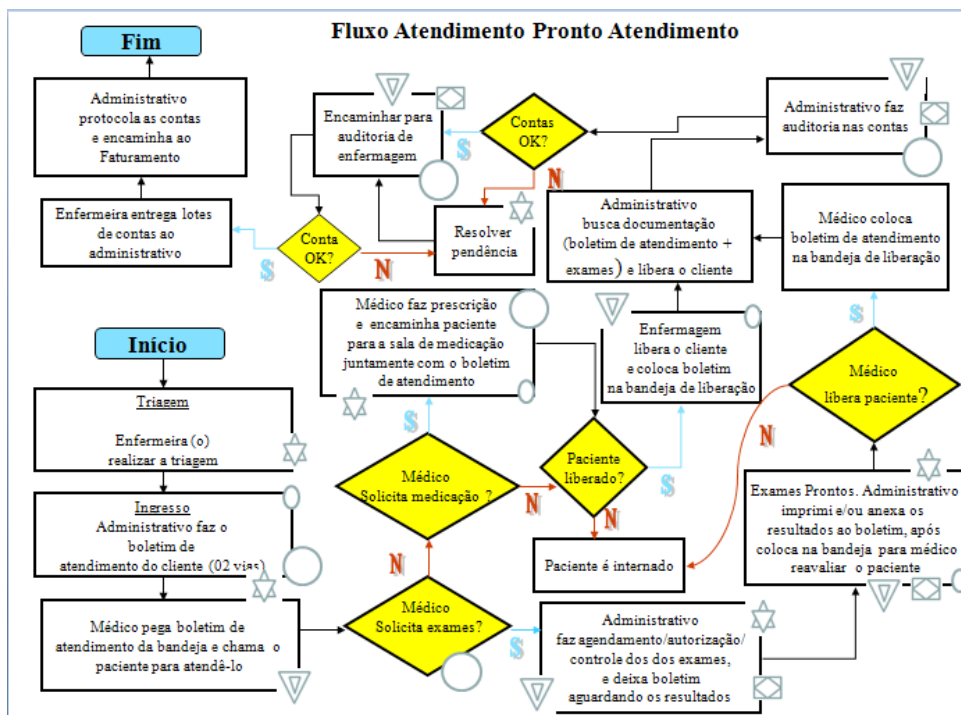 Fluxo Atendimento Pronto Atendimento
Fim
Administrativo
protocola as contas
e encaminha ao
Faturamento
Enfermeira entrega lotes
de contas ao
administrativo
S
Conta
OK?
N
Encaminhar para
auditoria de
enfermagem
S
Contas
OK?
N
Resolver
pendência
Administrativo faz
auditoria nas contas
Administrativo
busca documentação
(boletim de atendimento +
exames) e libera o cliente
Médico coloca
boletim de atendimento
na bandeja de liberação
S
Início
Triagem
Enfermeira (o)
realizar a triagem
Ingresso
Administrativo faz o
boletim de
atendimento do cliente (02 vias)
Médico pega boletim de
atendimento da bandeja e chama o
paciente para atendê-lo
Médico faz prescrição
e encaminha paciente
para a sala de medicação
juntamente com o boletim
de atendimento
S
Médico
Solicita medicação ?
N
N
Médico
Solicita exames?
S
Enfermagem
libera o cliente
e coloca boletim
na bandeja de liberação
Paciente
liberado?
S
N
Paciente é internado
Médico
libera paciente?
N
Exames Prontos. Administrativo
imprimi e/ou anexa os
resultados ao boletim, após
coloca na bandeja para médico
reavaliar o paciente
Administrativo
faz agendamento/autorização/
controle dos dos exames,
e deixa boletim
aguardando os resultados